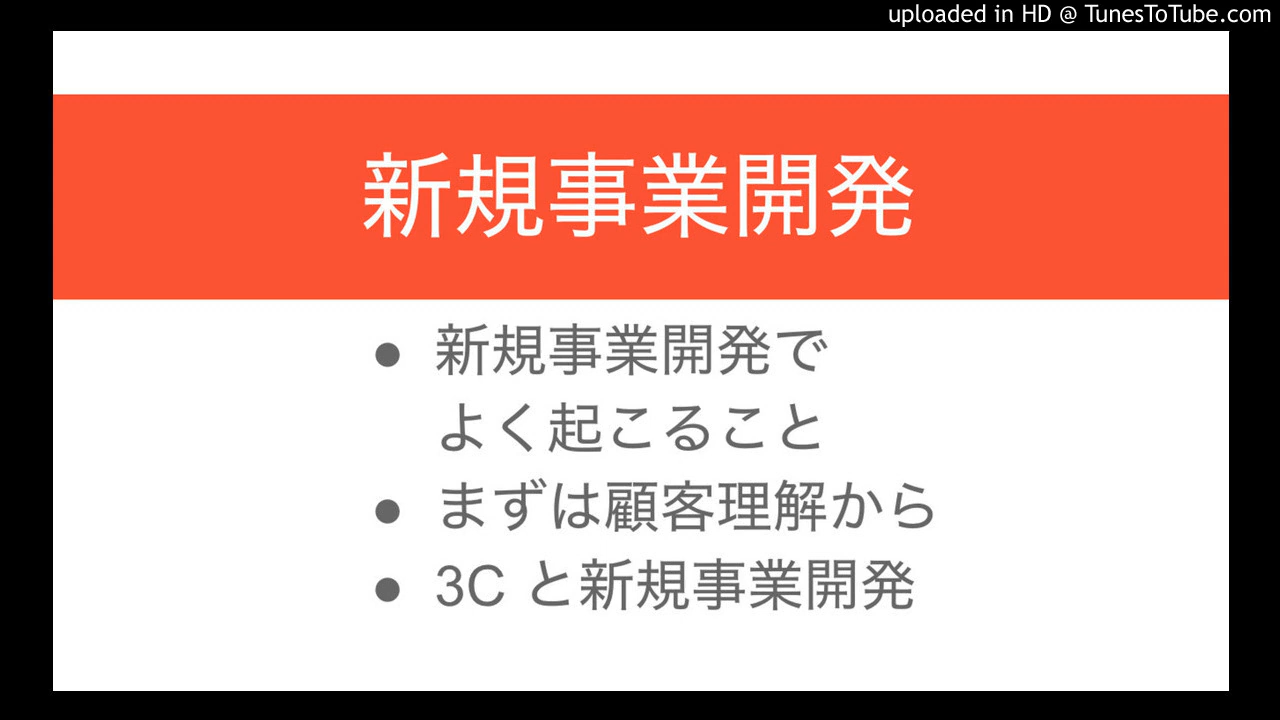 uploaded in HD @ TunesToTube.com
新規事業開発
● 新規事業開発で
よく起こること
● まずは顧客理解から
● 3C と新規事業開発